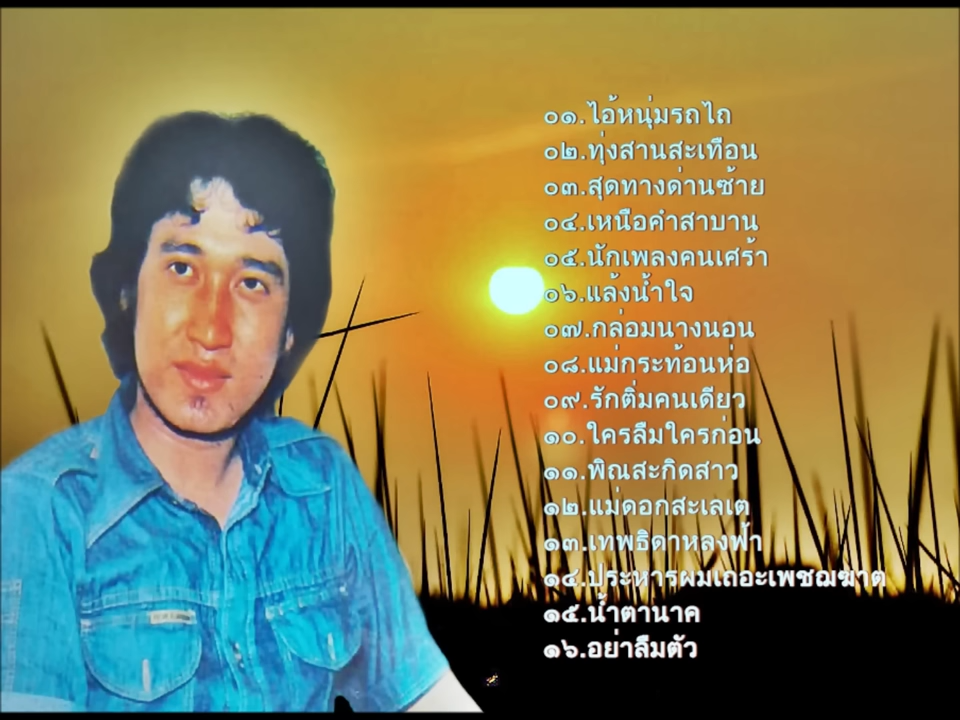 ๐๑.ไอ้หนุ่มรถไถ
๐๒.ทุ่งสานสะเทือน
๐๓.สุดทางด่านซ้าย
๐๔.เหนือคำสาบาน
๐๕.นักเพลงคนเศร้า
๐๖.แล้งน้ำใจ
๐๗.กล่อมนางนอน
๐๘.แม่กระท้อนห่อ
๐๙.รักติ๋มคนเดียว
๑๐.ใครลืมใครก่อน
๑๑.พิณสะกิดสาว
๑๒.แม่ดอกสะเลเต
๑๓.เทพธิดาหลงฟ้า
๑๔.ประหารผมเถอะเพชฌฆาต
๑๕.น้ำตานาค
๑๖.อย่าลืมตัว